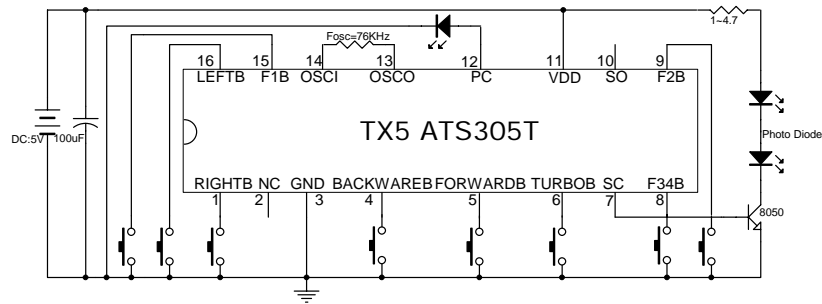 1~4.7
Fosc=76KHz
16 15 14 13 12 11 10 9
LEFTB F1B OSCI OSCO PC VDD SO F2B
DC:5V 100uF
TX5 ATS305T
Photo Diode
RIGHTB NC GND BACKWAREB FORWARDB TURBOB SC F34B
1 2 3 4 5 6 7 8
8050